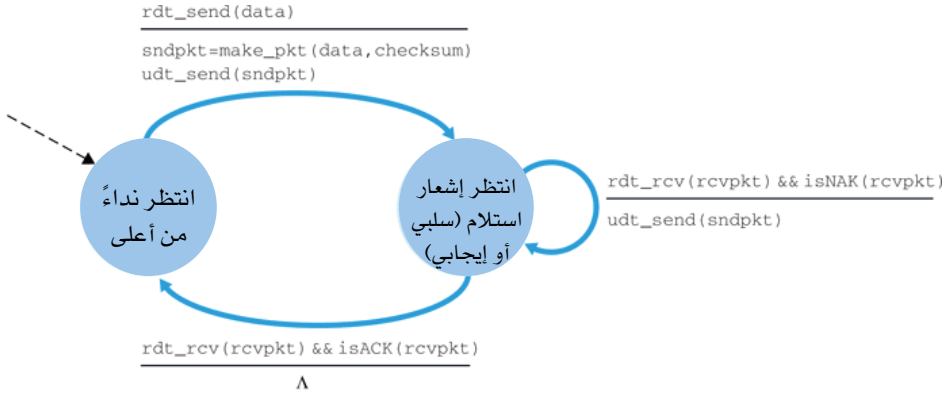 rdt_send(data)
sndpkt=make_pkt(data,checksum)
udt_send(sndpkt)
انتظر نداءً
من أعلى
انتظر إشعار
استلام (سلبي
أو إيجابي)
rdt_rcv(rcvpkt) && isNAK(rcvpkt)
udt_send(sndpkt)
rdt_rcv(rcvpkt) && isACK(rcvpkt)
Λ